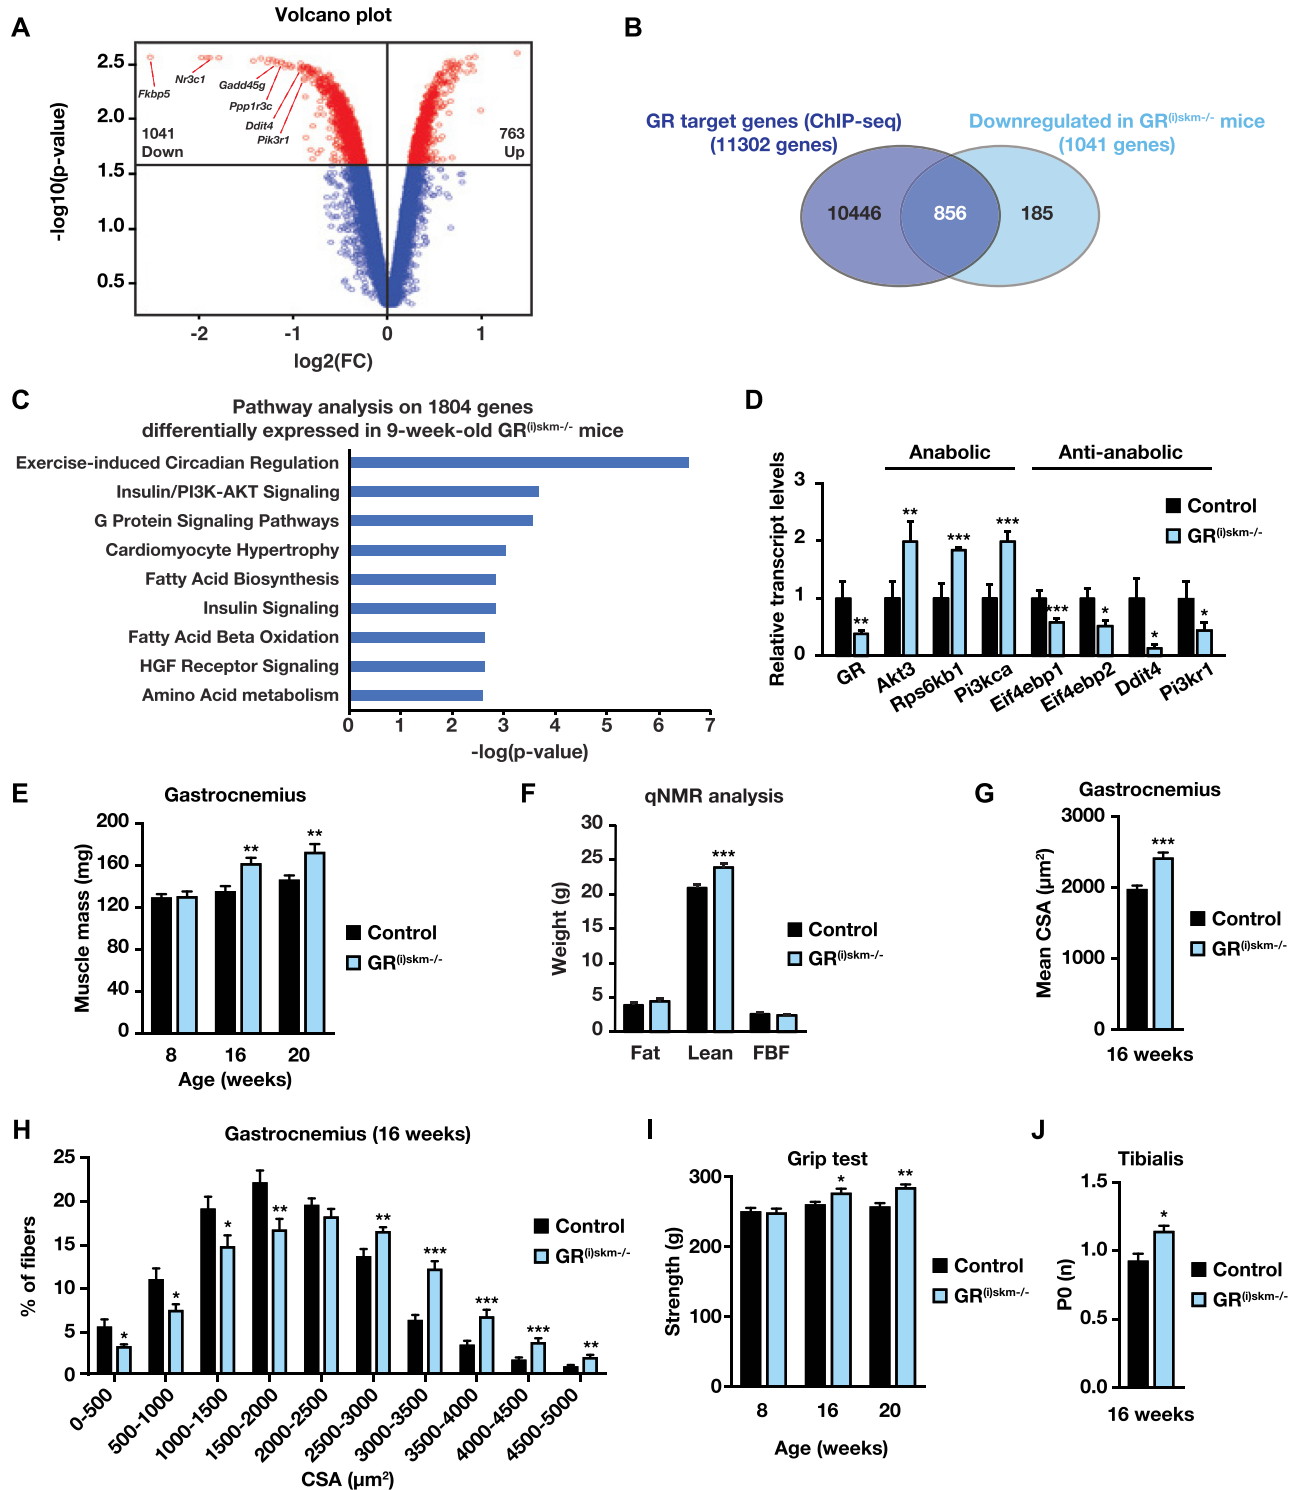 A
Volcano plot
-log10(p-value)
2.5
2.0
1.5
1.0
0.5
Fkbp5
Nr3c1
Gadd45g
Ppp1r3c
Ddit4
Pik3r1
1041
Down
763
Up
-2
-1
0
1
log2(FC)
B
GR target genes (ChIP-seq)
(11302 genes)
Downregulated in GR(i)skm-/- mice
(1041 genes)
10446
856
185
C
Pathway analysis on 1804 genes
differentially expressed in 9-week-old GR(i)skm-/- mice
Exercise-induced Circadian Regulation
Insulin/PI3K-AKT Signaling
G Protein Signaling Pathways
Cardiomyocyte Hypertrophy
Fatty Acid Biosynthesis
Insulin Signaling
Fatty Acid Beta Oxidation
HGF Receptor Signaling
Amino Acid metabolism
0 1 2 3 4 5 6 7
-log(p-value)
D
Anabolic
Anti-anabolic
Relative transcript lelvels
3
2
1
0
Control
GR(i)skm-/-
** ** *** *** *** * * *
GR
Akt3
Rps6kb1
Pi3kca
Eif4ebp1
Eif4ebp2
Ddit4
Pi3kr1
E
Gastrocnemius
Muscle mass (mg)
200
160
120
80
40
0
** **
Control
GR(i)skm-/-
8 16 20
Age (weeks)
F
qNMR analysis
Weight (g)
30
25
20
15
10
5
0
***
Control
GR(i)skm-/-
Fat Lean FBF
G
Gastrocnemius
Mean CSA (µm²)
3000
2000
1000
0
***
Control
GR(i)skm-/-
16 weeks
H
Gastrocnemius (16 weeks)
% of fibers
25
20
15
10
5
0
* * * ** ** *** *** *** **
Control
GR(i)skm-/-
0-500
500-1000
1000-1500
1500-2000
2000-2500
2500-3000
3000-3500
3500-4000
4000-4500
4500-5000
CSA (µm²)
I
Grip test
Strength (g)
300
200
100
0
* **
Control
GR(i)skm-/-
8 16 20
Age (weeks)
J
Tibialis
P0 (n)
1.5
1.0
0.5
0.0
*
Control
GR(i)skm-/-
16 weeks